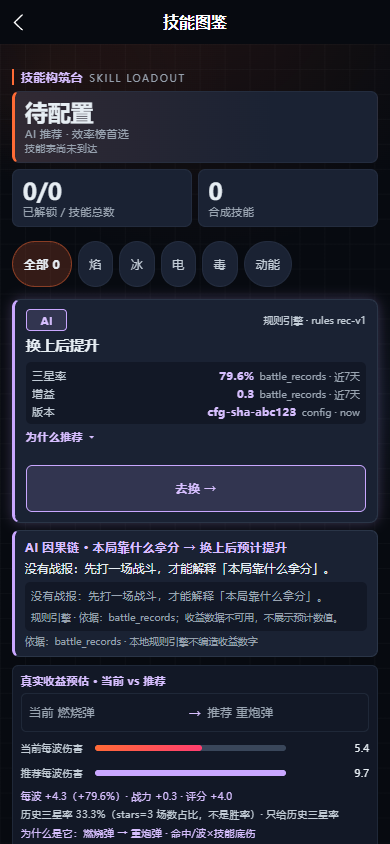 技能图鉴
技能构筑台 SKILL LOADOUT
待配置
AI 推荐 · 效率榜首选
技能表尚未到达
0/0
已解锁 / 技能总数
0
合成技能
全部 0
焰
冰
电
毒
动能
AI
规则引擎 · rules rec-v1
换上后提升
三星率 79.6% battle_records · 近7天
增益 0.3 battle_records · 近7天
版本 cfg-sha-abc123 config · now
为什么推荐
去换 →
AI 因果链 · 本局靠什么拿分 → 换上后预计提升
没有战报：先打一场战斗，才能解释「本局靠什么拿分」。
没有战报：先打一场战斗，才能解释「本局靠什么拿分」。
规则引擎 · 依据：battle_records；收益数据不可用，不展示预计数值。
依据：battle_records · 本地规则引擎不编造收益数字
真实收益预估 · 当前 vs 推荐
当前 燃烧弹 → 推荐 重炮弹
当前每波伤害 5.4
推荐每波伤害 9.7
每波 +4.3（+79.6%）· 战力 +0.3 · 评分 +4.0
历史三星率 33.3%（stars=3 场数占比，不是胜率）· 只给历史三星率
为什么是它：燃烧弹 → 重炮弹 · 命中/波×技能底伤